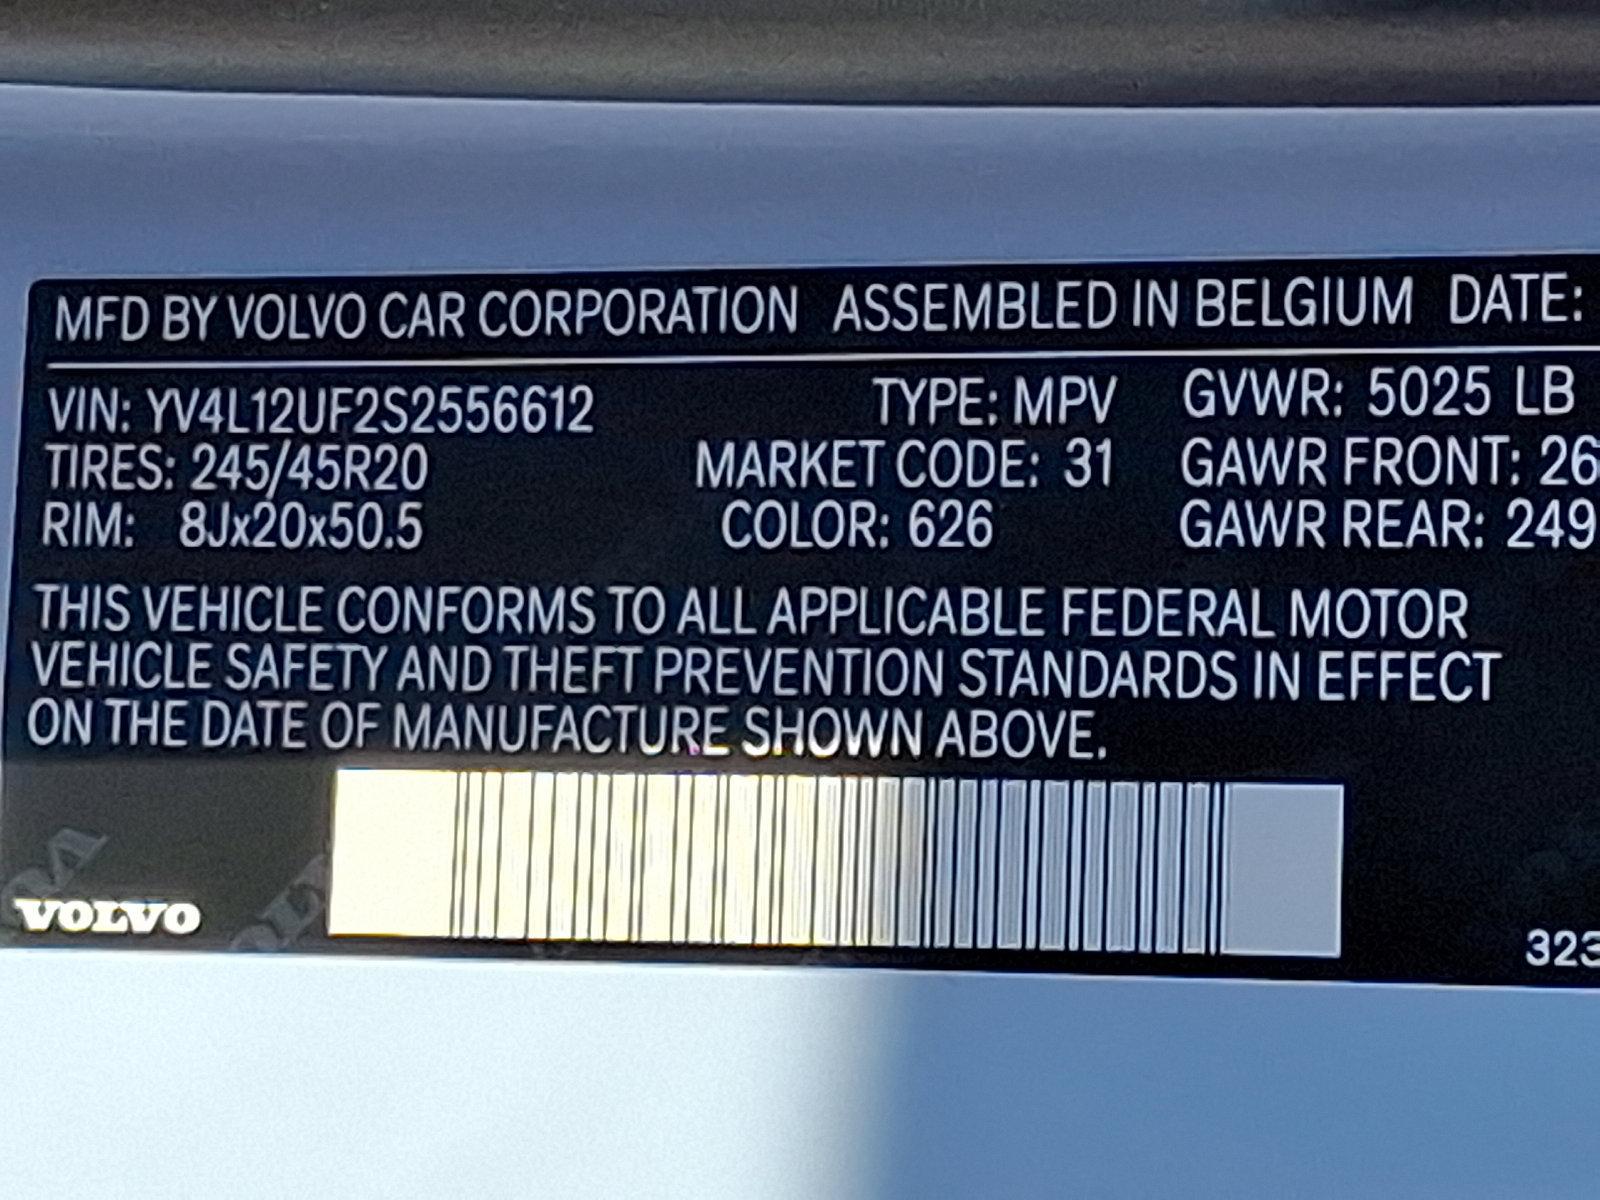 MFD BY VOLVO CAR CORPORATION ASSEMBLED IN BELGIUM DATE:
VIN: YV4L12UF2S2556612 TYPE: MPV GVWR: 5025 LB
TIRES: 245/45R20 MARKET CODE: 31 GAWR FRONT: 26
RIM: 8Jx20x50.5 COLOR: 626 GAWR REAR: 249
THIS VEHICLE CONFORMS TO ALL APPLICABLE FEDERAL MOTOR
VEHICLE SAFETY AND THEFT PREVENTION STANDARDS IN EFFECT
ON THE DATE OF MANUFACTURE SHOWN ABOVE.
VOLVO
323